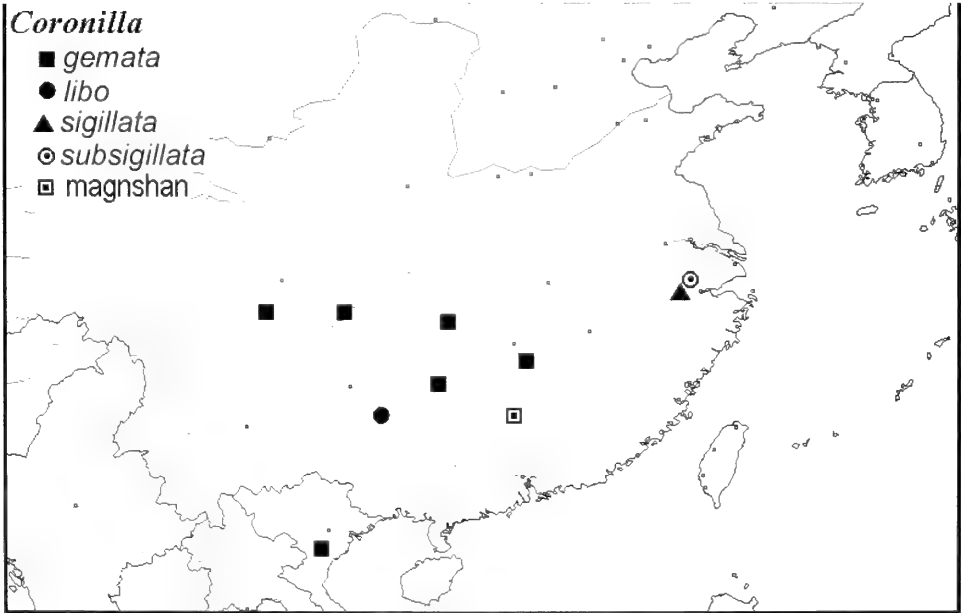 Coronilla
gemata
libo
sigillata
subsigillata
magnshan